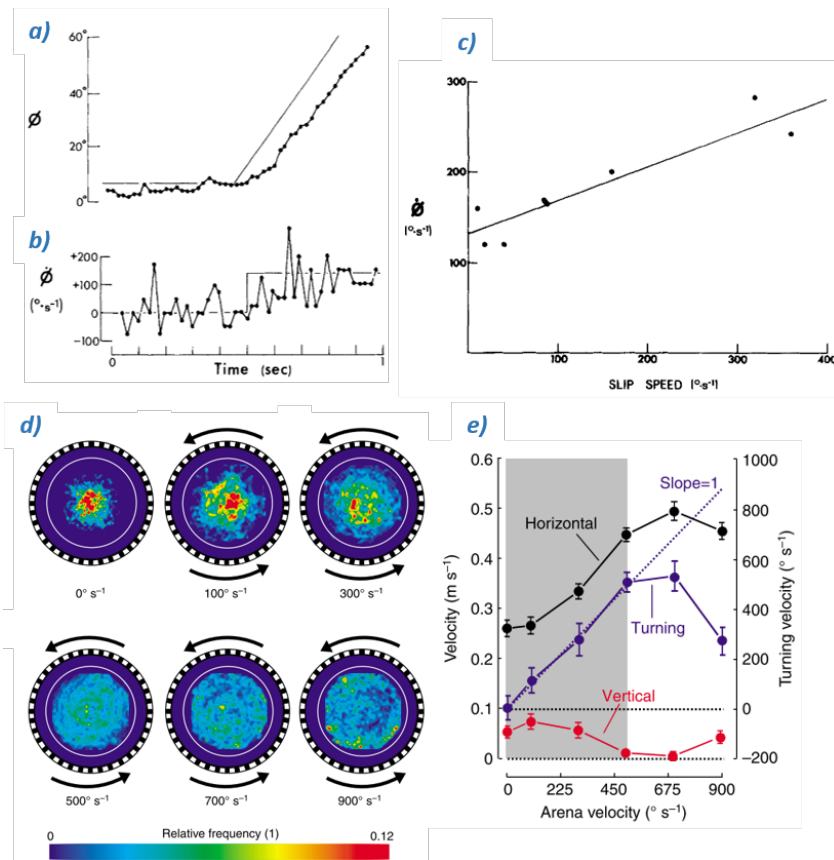 a)
60°
40°
ø
20°
0°
b)
+200
ø̇
+100
(°·s⁻¹)
0
-100
0
1
Time (sec)
c)
300
200
ø̇
[°·s⁻¹]
100
100
200
300
400
SLIP SPEED [°·s⁻¹]
d)
0° s⁻¹
100° s⁻¹
300° s⁻¹
500° s⁻¹
700° s⁻¹
900° s⁻¹
0
Relative frequency (1)
0.12
e)
0.6
0.5
0.4
0.3
0.2
0.1
0
Velocity (m s⁻¹)
1000
800
600
400
200
0
−200
Turning velocity (° s⁻¹)
Slope=1
Horizontal
Turning
Vertical
0
225
450
675
900
Arena velocity (° s⁻¹)